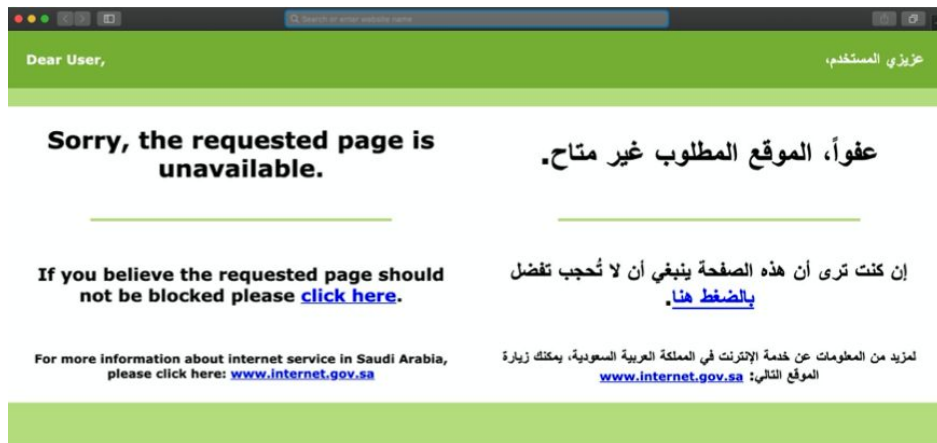 Search or enter website name
Dear User,
عزيزي المستخدم،
Sorry, the requested page is
unavailable.
عفواً، الموقع المطلوب غير متاح.
If you believe the requested page should
not be blocked please click here.
إن كنت ترى أن هذه الصفحة ينبغي أن لا تُحجب تفضل
بالضغط هنا.
For more information about internet service in Saudi Arabia,
please click here: www.internet.gov.sa
لمزيد من المعلومات عن خدمة الإنترنت في المملكة العربية السعودية، يمكنك زيارة
الموقع التالي: www.internet.gov.sa